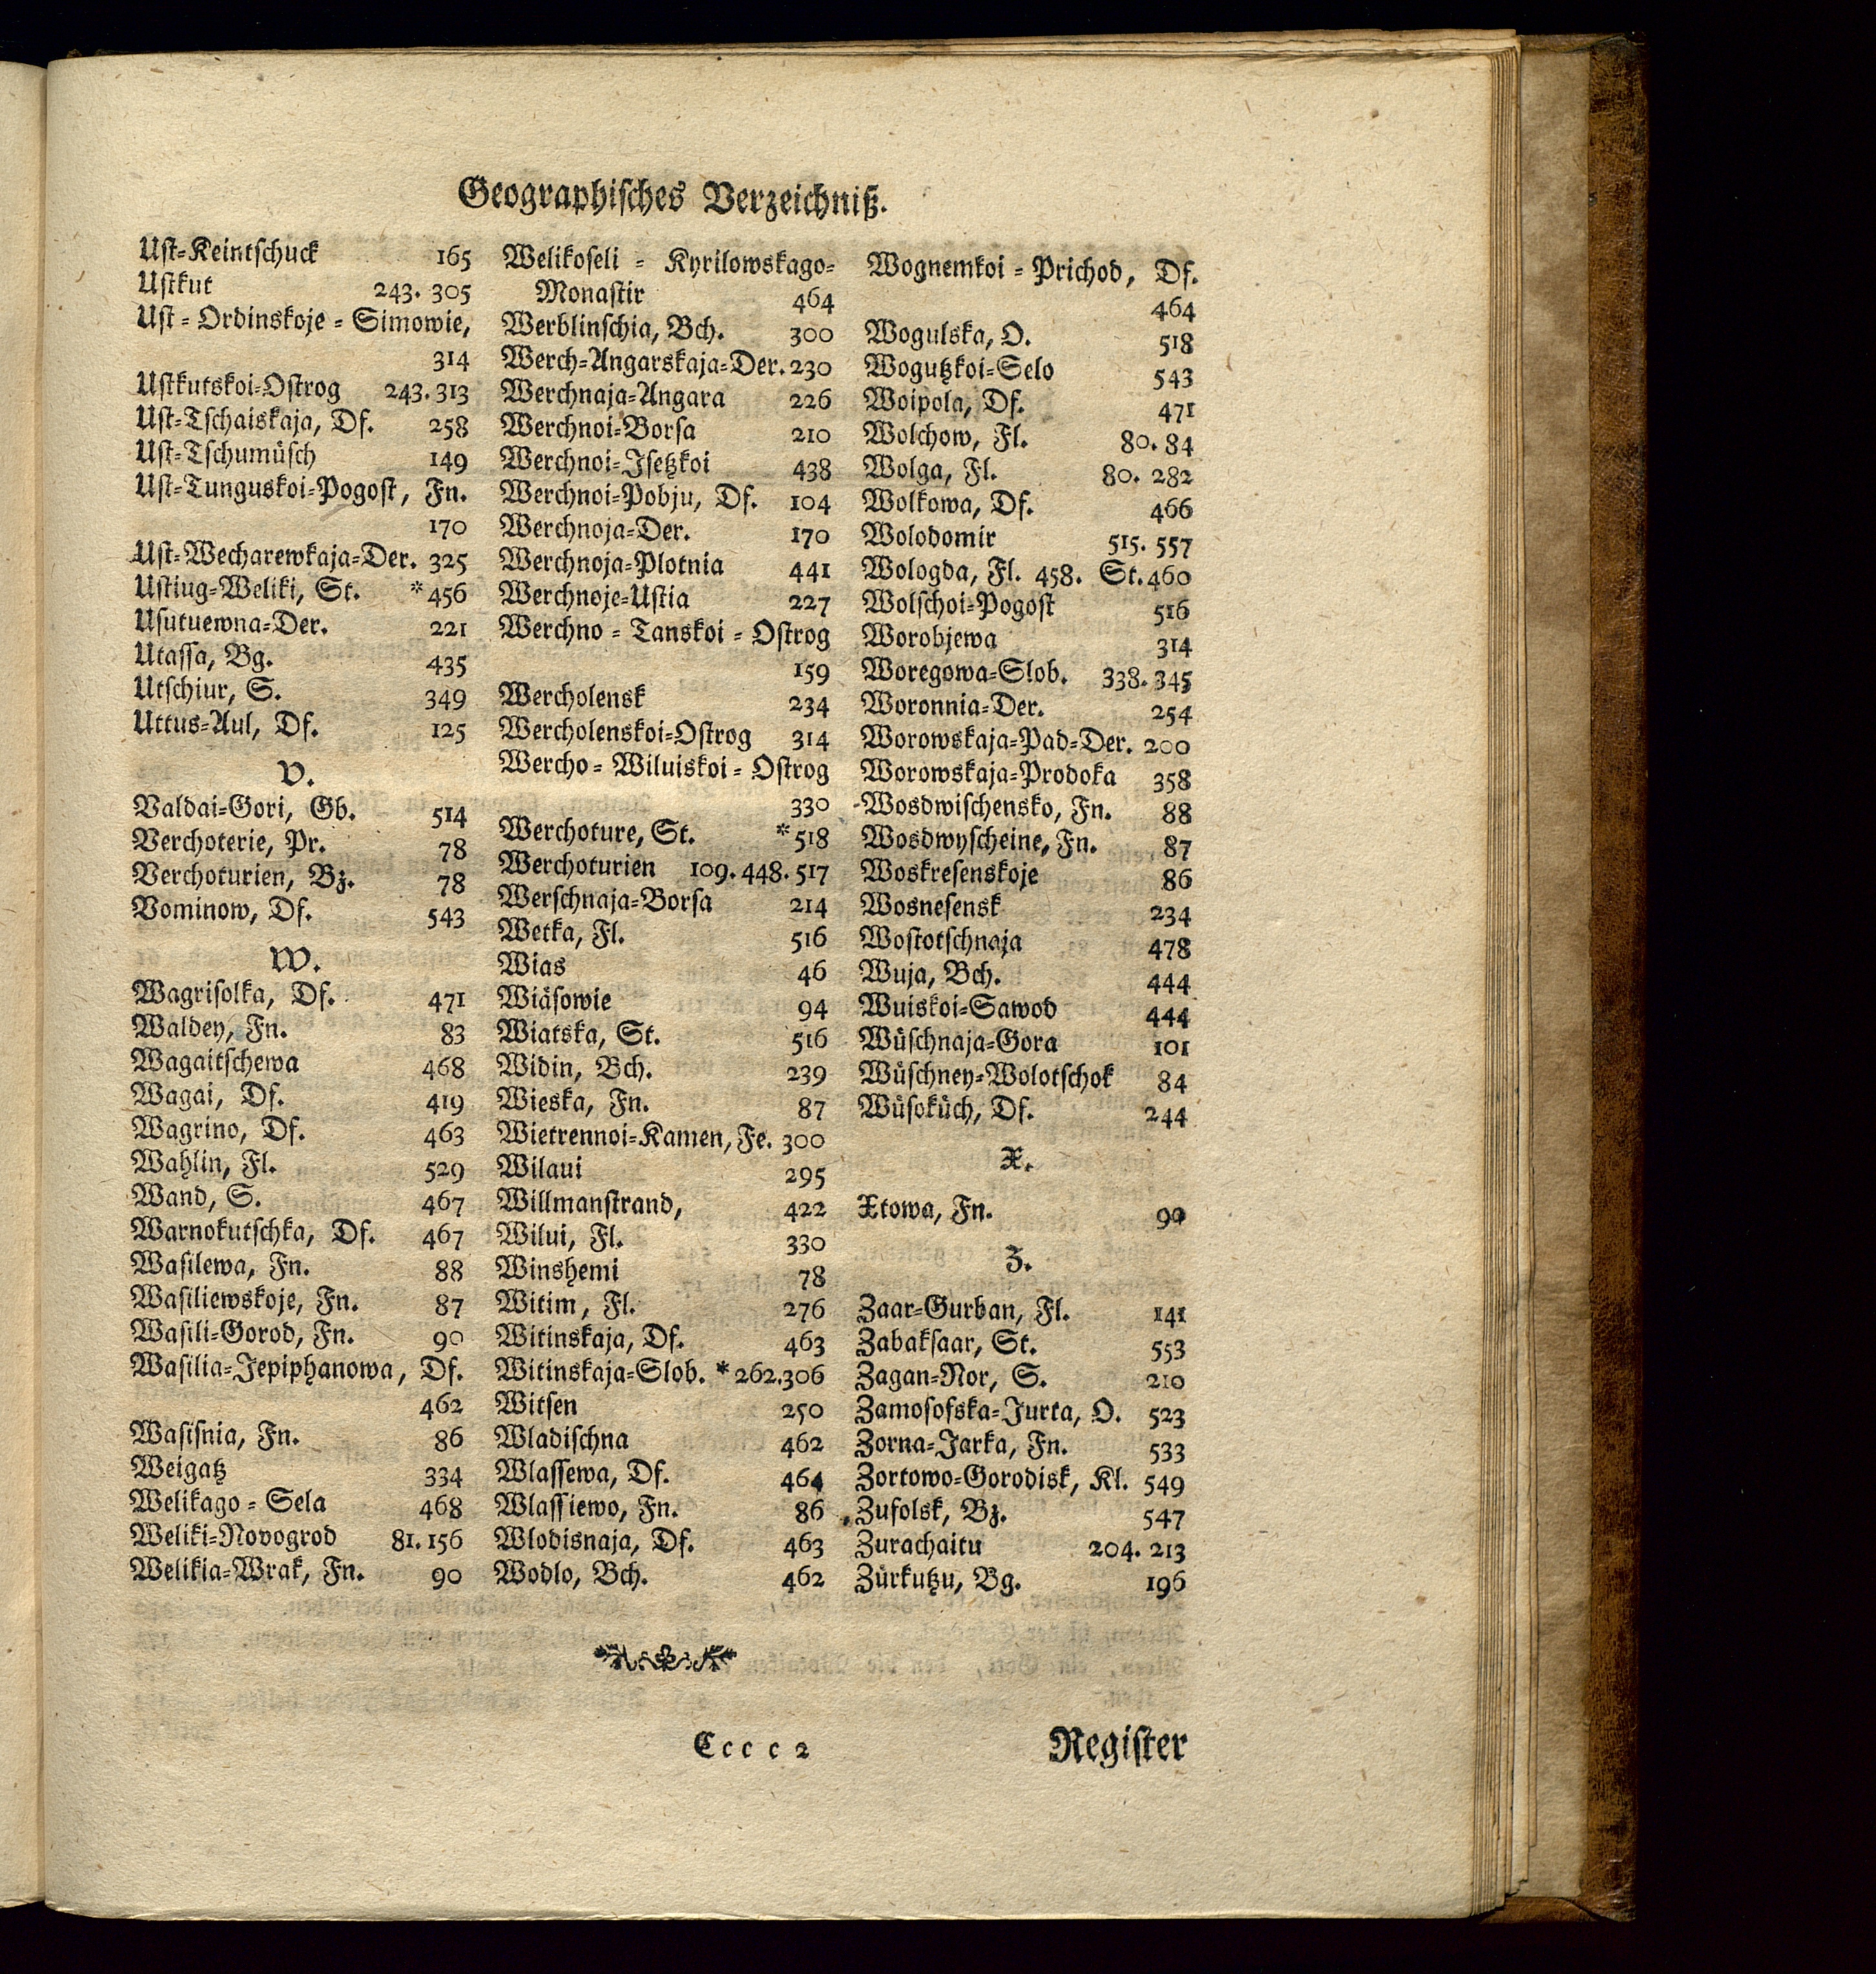 Geographisches Verzeichniß.
Ust-Keintschuck 165
Ustkut 243. 305
Ust-Ordinskoje-Simowie,
314
Ustkutskoi-Ostrog 243.313
Ust-Tschaiskaja, Df. 258
Ust-Tschumüsch 149
Ust-Tunguskoi-Pogost, Fn.
170
Ust-Wecharewkaja-Der. 325
Ustiug-Weliki, St. *456
Usutuewna-Der. 221
Utassa, Bg. 435
Utschiur, S. 349
Uttus-Aul, Df. 125
V.
Valdai-Gori, Gb. 514
Verchoterie, Pr. 78
Verchoturien, Bz. 78
Vominow, Df. 543
W.
Wagrisolka, Df. 471
Waldey, Fn. 83
Wagaitschewa 468
Wagai, Df. 419
Wagrino, Df. 463
Wahlin, Fl. 529
Wand, S. 467
Warnokutschka, Df. 467
Wasilewa, Fn. 88
Wasiliewskoje, Fn. 87
Wasili-Gorod, Fn. 90
Wasilia-Jepiphanowa, Df.
462
Wasisnia, Fn. 86
Weigatz 334
Welikago-Sela 468
Weliki-Novogrod 81.156
Welikia-Wrak, Fn. 90
Welikoseli-Kyrilowskago-
Monastir 464
Werblinschia, Bch. 300
Werch-Angarskaja-Der. 230
Werchnaja-Angara 226
Werchnoi-Borsa 210
Werchnoi-Isetzkoi 438
Werchnoi-Pobju, Df. 104
Werchnoja-Der. 170
Werchnoja-Plotnia 441
Werchnoje-Ustia 227
Werchno-Tanskoi-Ostrog
159
Wercholensk 234
Wercholenskoi-Ostrog 314
Wercho-Wiluiskoi-Ostrog
330
Werchoture, St. *518
Werchoturien 109.448.517
Werschnaja-Borsa 214
Wetka, Fl. 516
Wias 46
Wiäsowie 94
Wiatska, St. 516
Widin, Bch. 239
Wieska, Fn. 87
Wietrennoi-Kamen, Fe. 300
Wilaui 295
Willmanstrand, 422
Wilui, Fl. 330
Winshemi 78
Witim, Fl. 276
Witinskaja, Df. 463
Witinskaja-Slob. *262.306
Witsen 250
Wladischna 462
Wlassewa, Df. 464
Wlassiewo, Fn. 86
Wlodisnaja, Df. 463
Wodlo, Bch. 462
Wognemkoi-Prichod, Df.
464
Wogulska, O. 518
Wogutzkoi-Selo 543
Woipola, Df. 471
Wolchow, Fl. 80. 84
Wolga, Fl. 80. 282
Wolkowa, Df. 466
Wolodomir 515. 557
Wologda, Fl. 458. St. 460
Wolschoi-Pogost 516
Worobjewa 314
Woregowa-Slob. 338. 345
Woronnia-Der. 254
Worowskaja-Pad-Der. 200
Worowskaja-Prodoka 358
Wosdwischensko, Fn. 88
Wosdwyscheine, Fn. 87
Woskresenskoje 86
Wosnesensk 234
Wostotschnaja 478
Wuja, Bch. 444
Wuiskoi-Sawod 444
Wüschnaja-Gora 101
Wüschney-Wolotschok 84
Wüsoküch, Df. 244
X.
Xtowa, Fn. 90
Z.
Zaar-Gurban, Fl. 141
Zabaksaar, St. 553
Zagan-Nor, S. 210
Zamosofska-Jurta, O. 523
Zorna-Jarka, Fn. 533
Zortowo-Gorodisk, Kl. 549
Zufolsk, Bz. 547
Zurachaitu 204. 213
Zürkutzu, Bg. 196
Cccc 2
Register